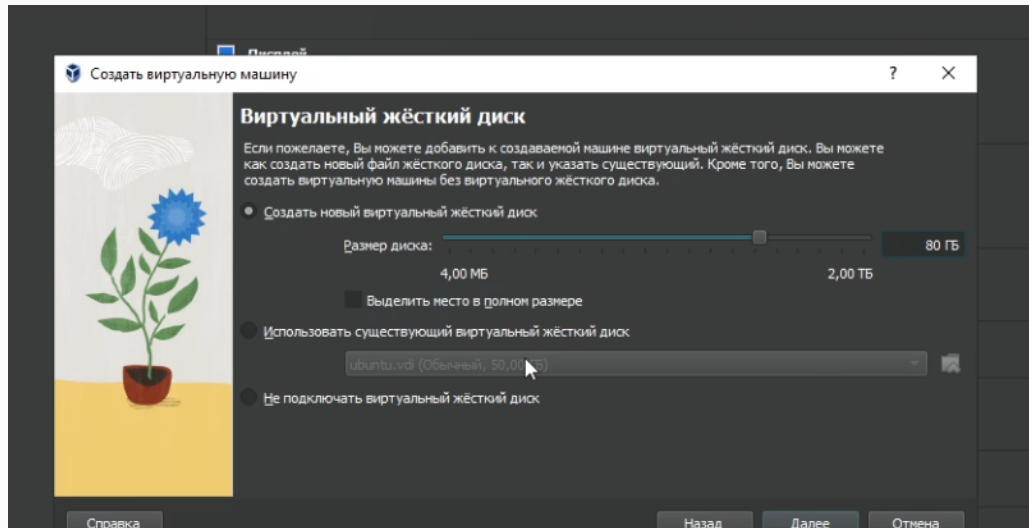 Дисплей
Создать виртуальную машину
?
Виртуальный жёсткий диск
Если пожелаете, Вы можете добавить к создаваемой машине виртуальный жёсткий диск. Вы можете
как создать новый файл жёсткого диска, так и указать существующий. Кроме того, Вы можете
создать виртуальную машины без виртуального жёсткого диска.
Создать новый виртуальный жёсткий диск
Размер диска:
80 ГБ
4,00 МБ
2,00 ТБ
Выделить место в полном размере
Использовать существующий виртуальный жёсткий диск
ubuntu.vdi (Обычный, 50,00 ГБ)
Не подключать виртуальный жёсткий диск
Справка
Назад
Далее
Отмена